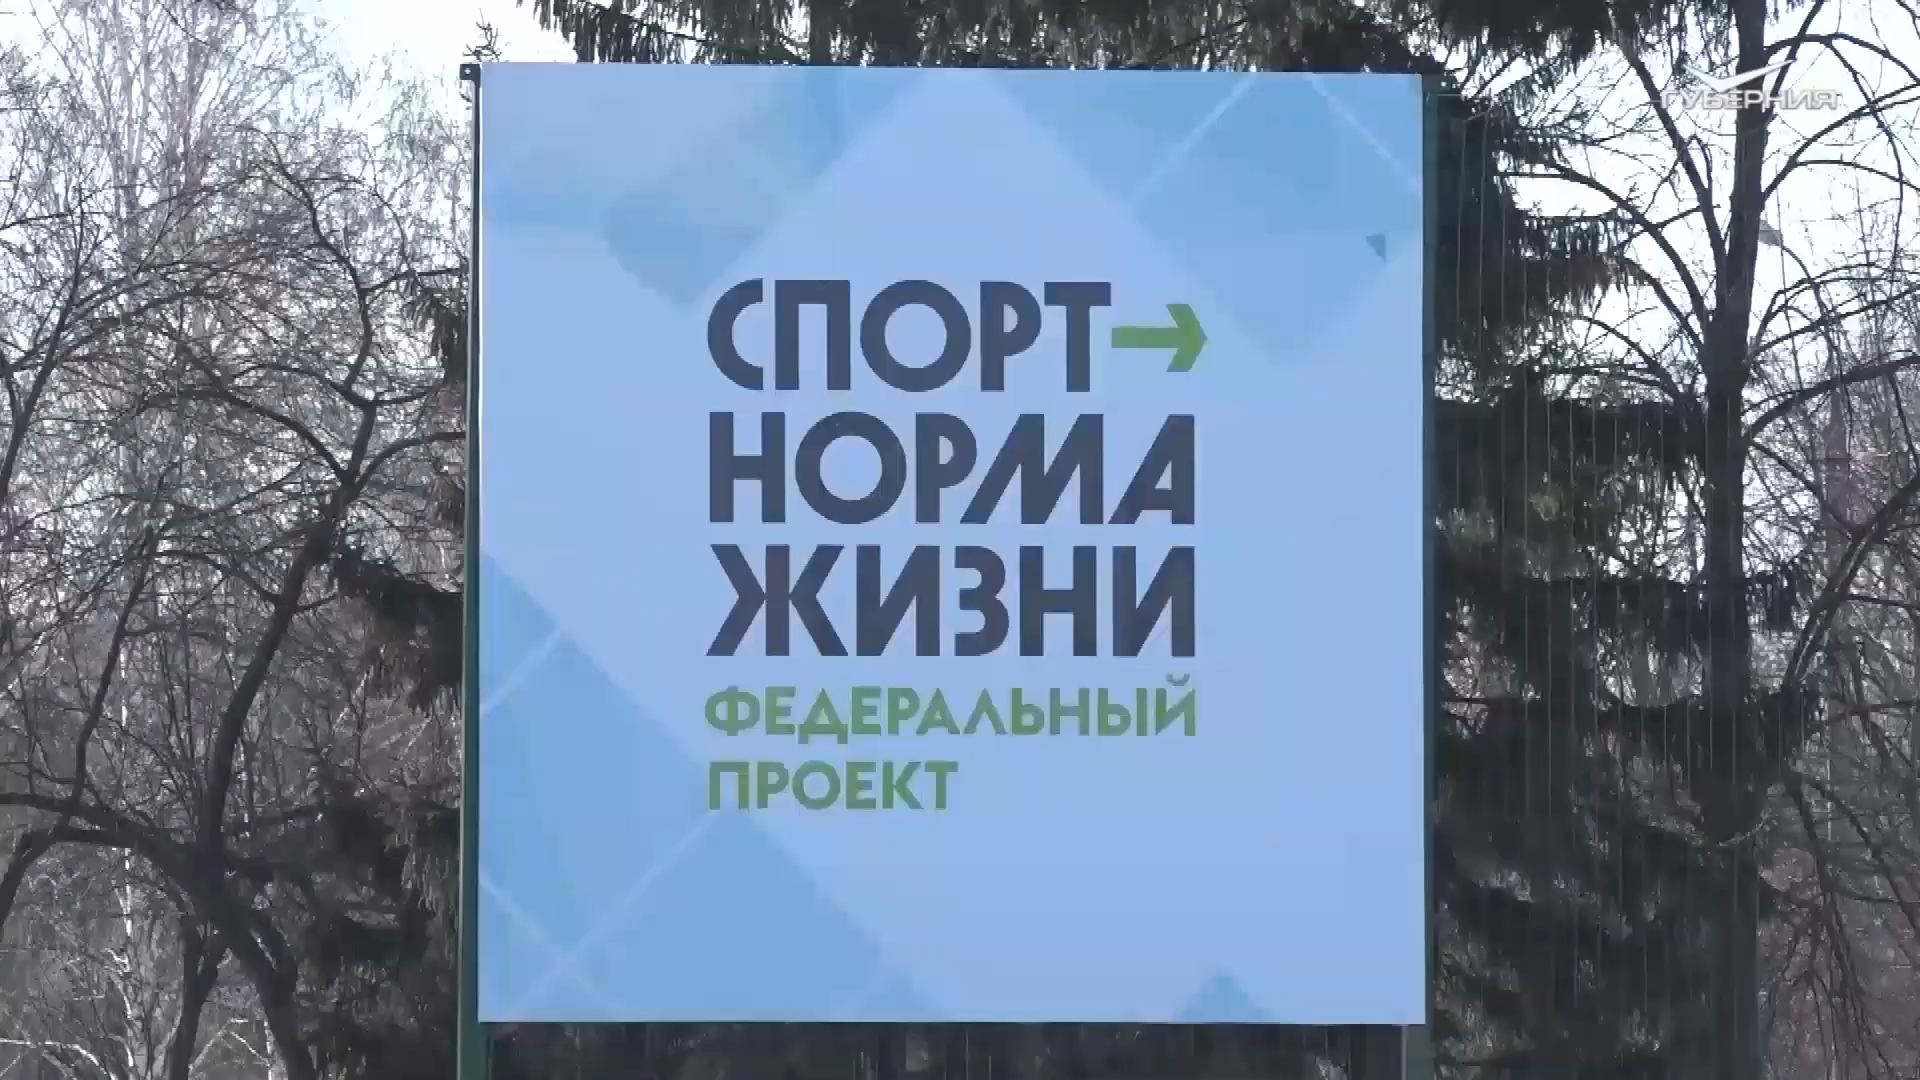 ГУБЕРНИЯ
СПОРТ→
НОРМА
ЖИЗНИ
ФЕДЕРАЛЬНЫЙ
ПРОЕКТ